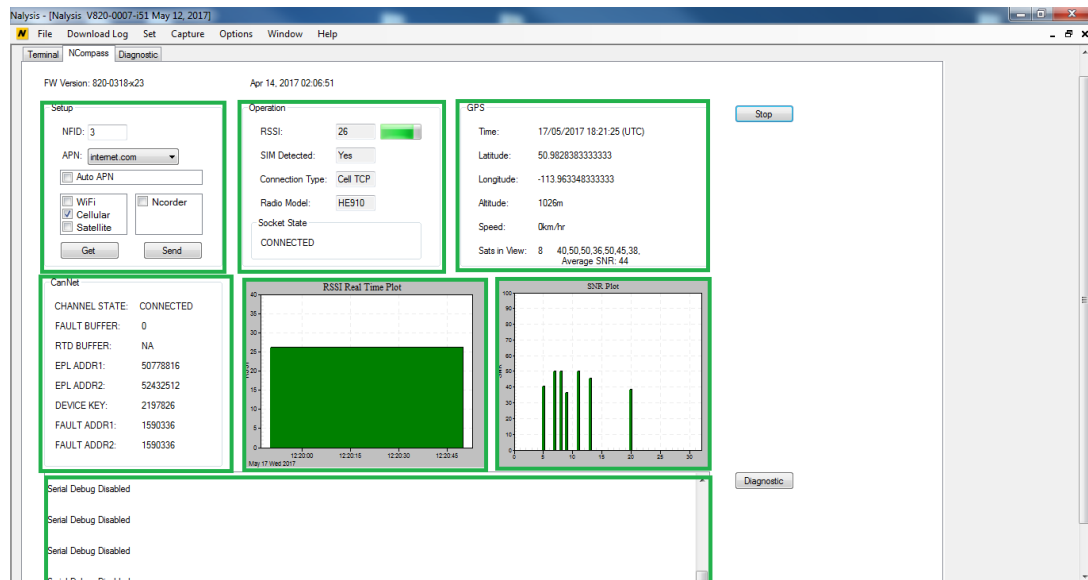 Nalysis - [Nalysis V820-0007-i51 May 12, 2017]
File Download Log Set Capture Options Window Help
Terminal NCompass Diagnostic
FW Version: 820-0318-x23 Apr 14, 2017 02:06:51
Setup
NFID: 3
APN: internet.com
Auto APN
WiFi
Cellular
Satellite
Ncorder
Get Send
Operation
RSSI: 26
SIM Detected: Yes
Connection Type: Cell TCP
Radio Model: HE910
Socket State
CONNECTED
GPS
Time: 17/05/2017 18:21:25 (UTC)
Latitude: 50.9828383333333
Longitude: -113.963348333333
Altitude: 1026m
Speed: 0km/hr
Sats in View: 8 40,50,50,36,50,45,38,
Average SNR: 44
Stop
CanNet
CHANNEL STATE: CONNECTED
FAULT BUFFER: 0
RTD BUFFER: NA
EPL ADDR1: 50778816
EPL ADDR2: 52432512
DEVICE KEY: 2197826
FAULT ADDR1: 1590336
FAULT ADDR2: 1590336
RSSI Real Time Plot
40
35
30
25
20
15
10
5
0
12:20:00 12:20:15 12:20:30 12:20:45
May 17 Wed 2017
SNR Plot
100
90
80
70
60
50
40
30
20
10
0
0 5 10 15 20 25 30
Diagnostic
Serial Debug Disabled
Serial Debug Disabled
Serial Debug Disabled